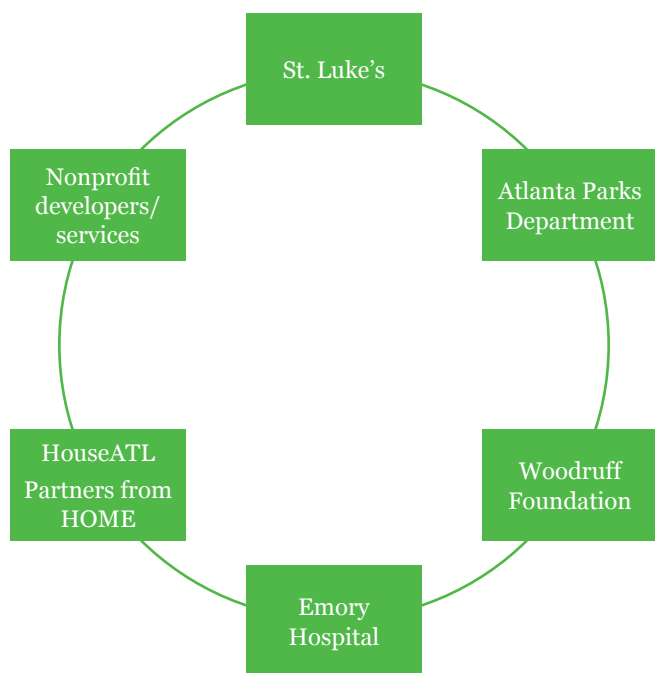 St. Luke’s
Atlanta Parks
Department
Woodruff
Foundation
Emory
Hospital
HouseATL
Partners from
HOME
Nonprofit
developers/
services